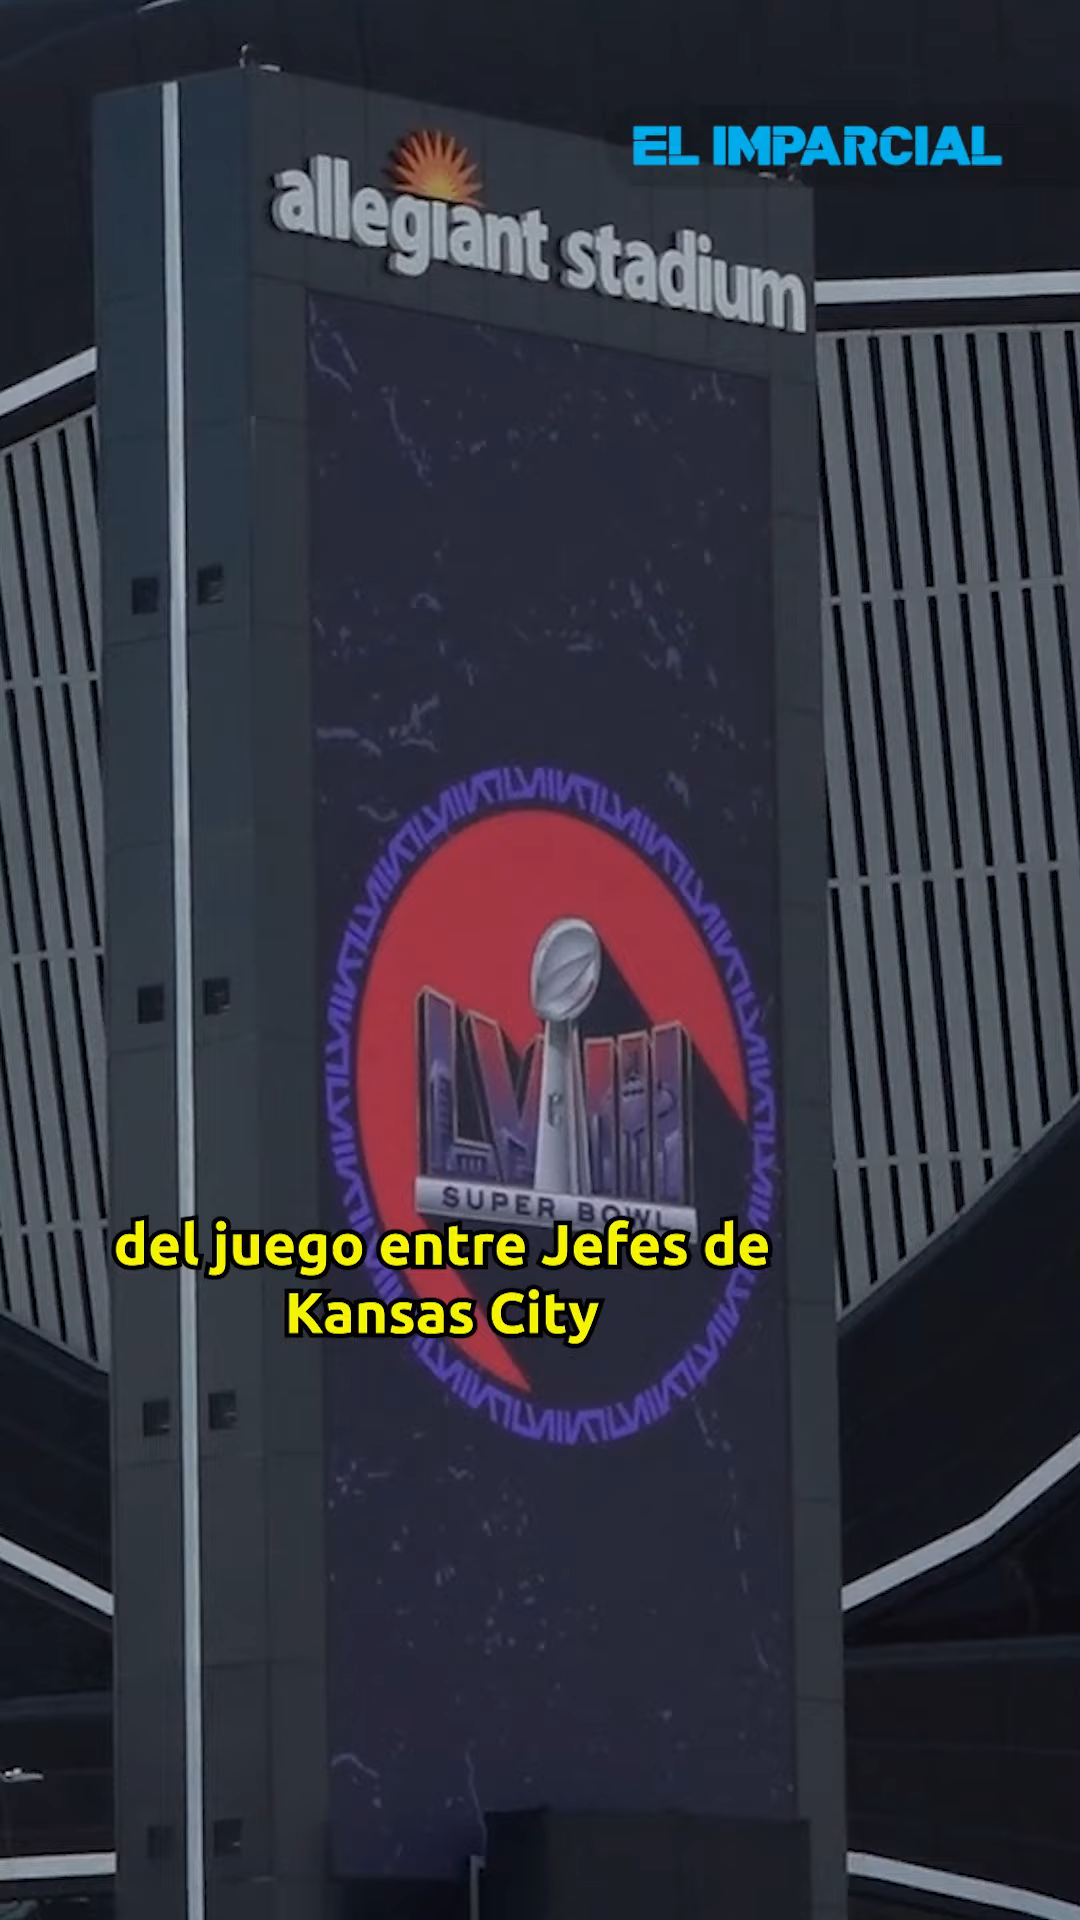 EL IMPARCIAL
allegiant stadium
LVIII
SUPER BOWL
del juego entre Jefes de
Kansas City